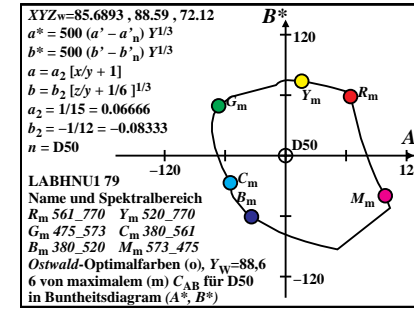 XYZw=85.6893 , 88.59 , 72.12
a* = 500 (a' – a'n) Y1/3
b* = 500 (b' – b'n) Y1/3
a = a2 [x/y + 1]
b = b2 [z/y + 1/6 ]1/3
a2 = 1/15 = 0.06666
b2 = –1/12 = –0.08333
n = D50
B*
120
Rm
Ym
Gm
D50
A
–120
12
Cm
Bm
Mm
–120
LABHNU1 79
Name und Spektralbereich
Rm 561_770 Ym 520_770
Gm 475_573 Cm 380_561
Bm 380_520 Mm 573_475
Ostwald-Optimalfarben (o), YW=88,6
6 von maximalem (m) CAB für D50
in Buntheitsdiagram (A*, B*)